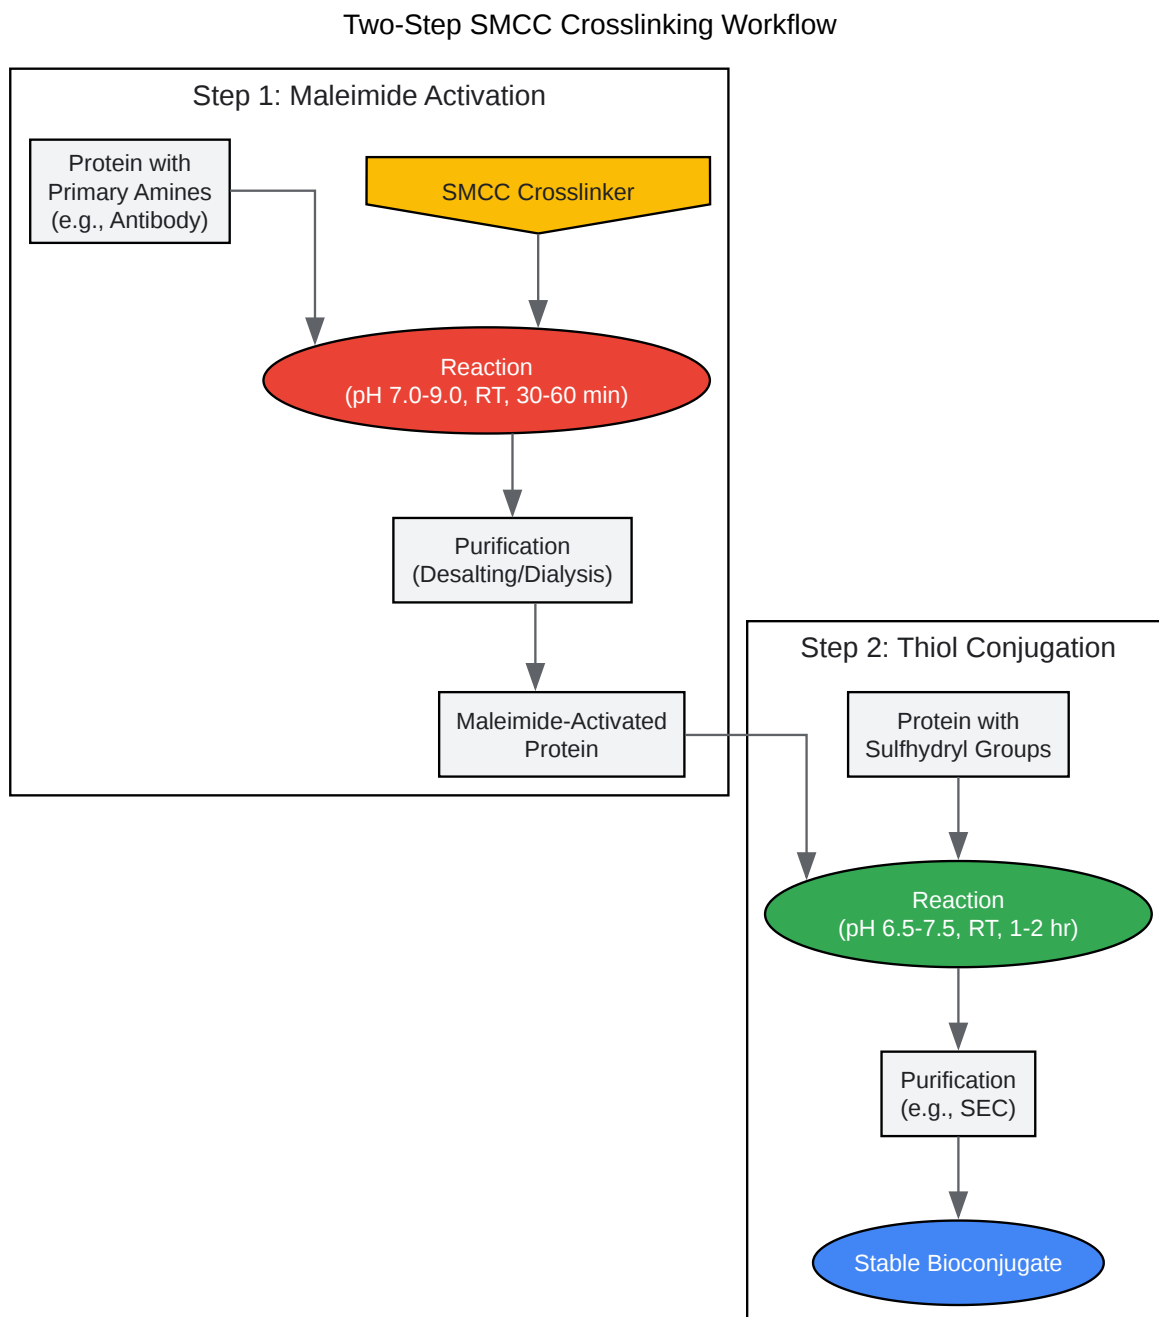 Two-Step SMCC Crosslinking Workflow
Step 1: Maleimide Activation
Protein with
Primary Amines
(e.g., Antibody)
SMCC Crosslinker
Reaction
(pH 7.0-9.0, RT, 30-60 min)
Purification
(Desalting/Dialysis)
Maleimide-Activated
Protein
Step 2: Thiol Conjugation
Protein with
Sulfhydryl Groups
Reaction
(pH 6.5-7.5, RT, 1-2 hr)
Purification
(e.g., SEC)
Stable Bioconjugate